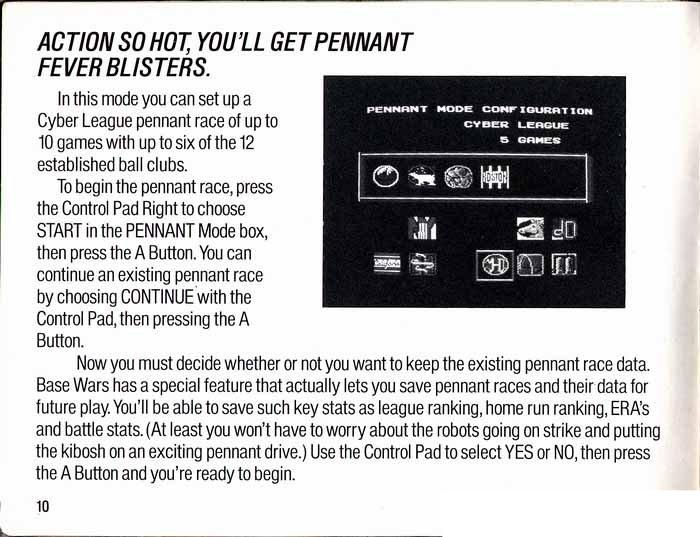 ACTION SO HOT, YOU'LL GET PENNANT
FEVER BLISTERS.
In this mode you can set up a
Cyber League pennant race of up to
10 games with up to six of the 12
established ball clubs.
To begin the pennant race, press
the Control Pad Right to choose
START in the PENNANT Mode box,
then press the A Button. You can
continue an existing pennant race
by choosing CONTINUE with the
Control Pad, then pressing the A
Button.
PENNANT MODE CONFIGURATION
CYBER LEAGUE
5 GAMES
BOSTON
H
Now you must decide whether or not you want to keep the existing pennant race data.
Base Wars has a special feature that actually lets you save pennant races and their data for
future play. You'll be able to save such key stats as league ranking, home run ranking, ERA's
and battle stats. (At least you won't have to worry about the robots going on strike and putting
the kibosh on an exciting pennant drive.) Use the Control Pad to select YES or NO, then press
the A Button and you're ready to begin.
10